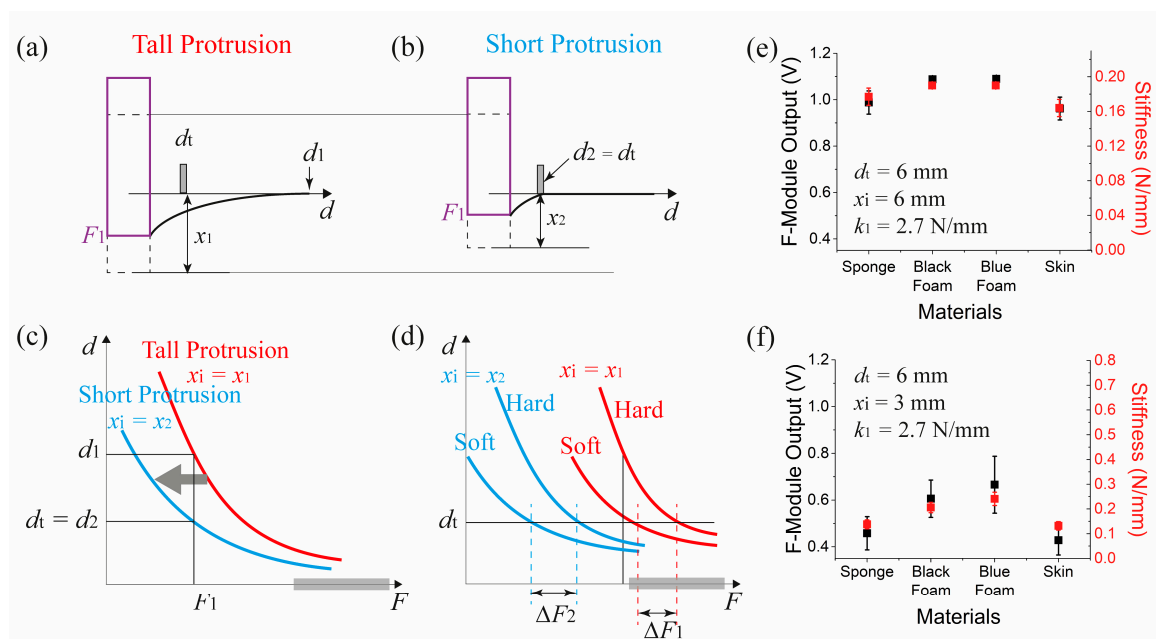 (a)
Tall Protrusion
dt
d1
d
F1
x1
(b)
Short Protrusion
d2 = dt
F1
x2
d
(c)
d
Tall Protrusion
xi = x1
Short Protrusion
xi = x2
d1
dt = d2
F1
F
(d)
d
xi = x2
xi = x1
Hard
Hard
Soft
Soft
dt
F
ΔF2
ΔF1
(e)
F-Module Output (V)
1.2
1.0
0.8
0.6
0.4
dt = 6 mm
xi = 6 mm
k1 = 2.7 N/mm
0.20
0.16
0.12
0.08
0.04
0.00
Stiffness (N/mm)
Sponge
Black
Foam
Blue
Foam
Skin
Materials
(f)
F-Module Output (V)
1.2
1.0
0.8
0.6
0.4
dt = 6 mm
xi = 3 mm
k1 = 2.7 N/mm
0.8
0.7
0.6
0.5
0.4
0.3
0.2
0.1
0.0
Stiffness (N/mm)
Sponge
Black
Foam
Blue
Foam
Skin
Materials